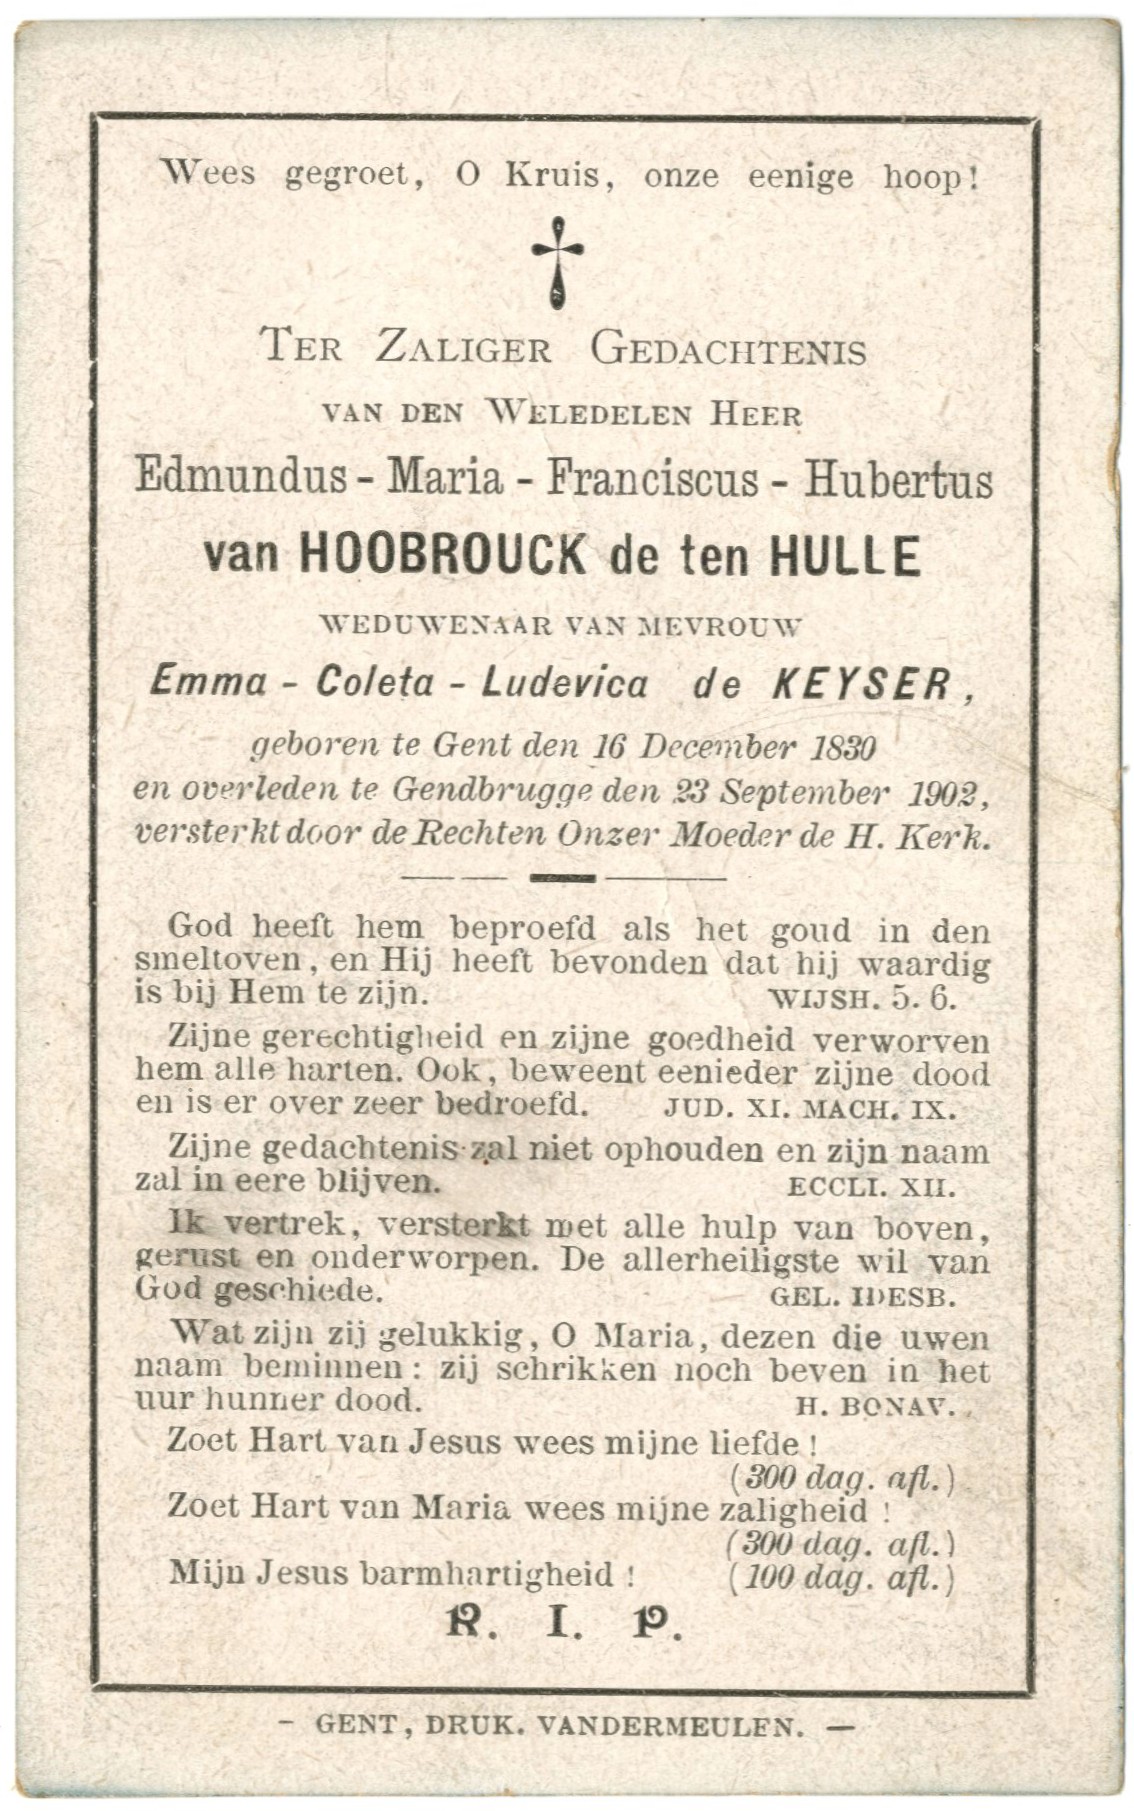 Wees gegroet, O Kruis, onze eenige hoop!
TER ZALIGER GEDACHTENIS
VAN DEN WELEDELEN HEER
Edmundus - Maria - Franciscus - Hubertus
van HOOBROUCK de ten HULLE
WEDUWENAAR VAN MEVROUW
Emma - Coleta - Ludevica de KEYSER,
geboren te Gent den 16 December 1830
en overleden te Gendbrugge den 23 September 1902,
versterkt door de Rechten Onzer Moeder de H. Kerk.
God heeft hem beproefd als het goud in den
smeltoven, en Hij heeft bevonden dat hij waardig
is bij Hem te zijn. WIJSH. 5. 6.
Zijne gerechtigheid en zijne goedheid verworven
hem alle harten. Ook, beweent eenieder zijne dood
en is er over zeer bedroefd. JUD. XI. MACH. IX.
Zijne gedachtenis zal niet ophouden en zijn naam
zal in eere blijven. ECCLI. XII.
Ik vertrek, versterkt met alle hulp van boven,
gerust en onderworpen. De allerheiligste wil van
God geschiede. GEL. IDESB.
Wat zijn zij gelukkig, O Maria, dezen die uwen
naam beminnen: zij schrikken noch beven in het
uur hunner dood. H. BONAV.
Zoet Hart van Jesus wees mijne liefde!
(300 dag. afl.)
Zoet Hart van Maria wees mijne zaligheid!
(300 dag. afl.)
Mijn Jesus barmhartigheid! (100 dag. afl.)
R. I. P.
- GENT, DRUK. VANDERMEULEN. —